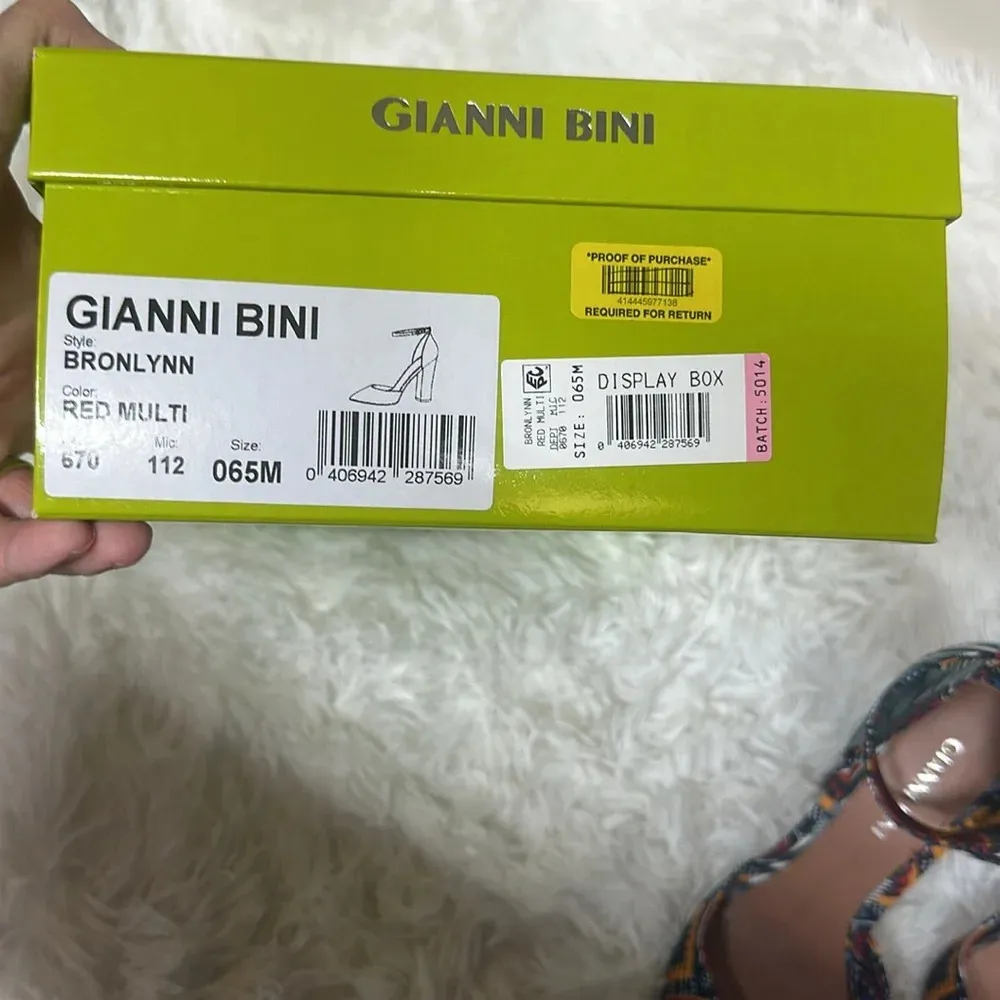 GIANNI BINI
GIANNI BINI
Style:
BRONLYNN
Color:
RED MULTI
670
Mic:
112
Size:
065M
0 406942 287569
*PROOF OF PURCHASE*
414445977138
REQUIRED FOR RETURN
BRONLYNN
RED MULTI
DEPT MIC
0670 112
SIZE: 065M
DISPLAY BOX
0 406942 287569
BATCH: 5014
GIANNI